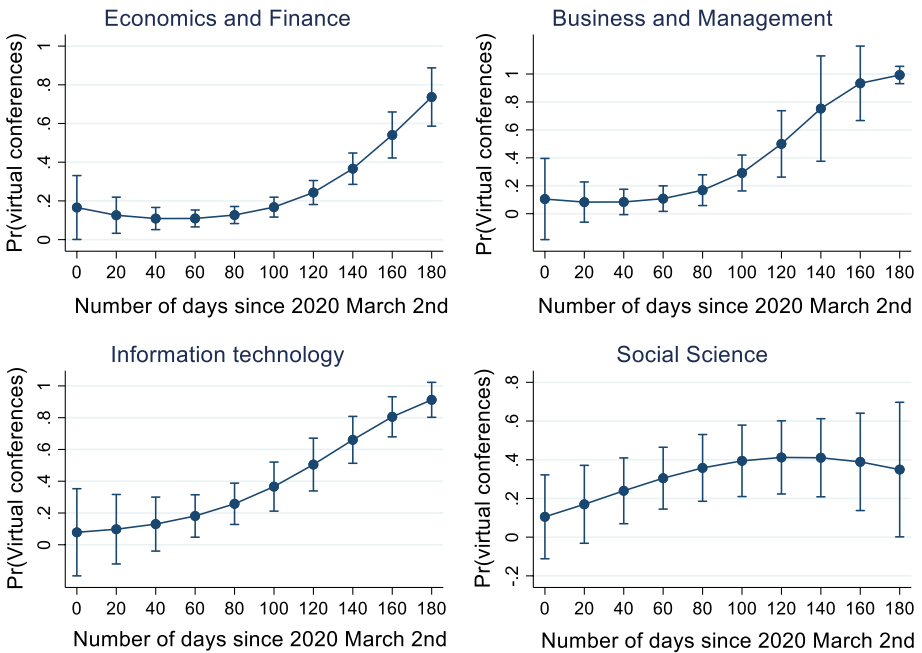 Economics and Finance
Pr(virtual conferences)
1
.8
.6
.4
.2
0
0 20 40 60 80 100 120 140 160 180
Number of days since 2020 March 2nd
Business and Management
Pr(Virtual conferences)
1
.8
.6
.4
.2
0
0 20 40 60 80 100 120 140 160 180
Number of days since 2020 March 2nd
Information technology
Pr(Virtual conferences)
1
.8
.6
.4
.2
0
0 20 40 60 80 100 120 140 160 180
Number of days since 2020 March 2nd
Social Science
Pr(virtual conferences)
.8
.6
.4
.2
0
-.2
0 20 40 60 80 100 120 140 160 180
Number of days since 2020 March 2nd